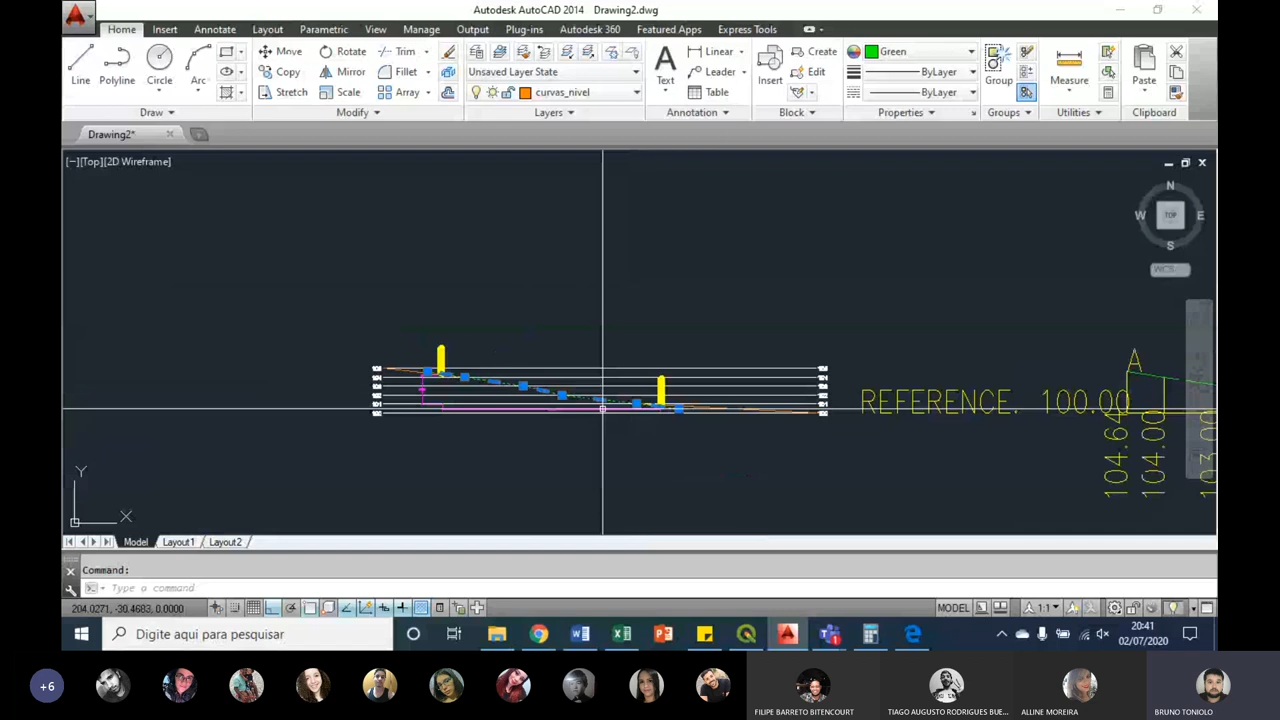 Autodesk AutoCAD 2014 Drawing2.dwg
Home Insert Annotate Layout Parametric View Manage Output Plug-ins Autodesk 360 Featured Apps Express Tools
Line Polyline Circle Arc
Move Rotate Trim
Copy Mirror Fillet
Stretch Scale Array
Unsaved Layer State
curvas_nivel
Text
Linear
Leader
Table
Insert
Create
Edit
Green
ByLayer
ByLayer
Group
Measure
Paste
Draw Modify Layers Annotation Block Properties Groups Utilities Clipboard
Drawing2*
[−][Top][2D Wireframe]
N
W TOP E
S
A
REFERENCE. 100.00
104.64
104.00
103.00
Y
X
Model Layout1 Layout2
Command:
Type a command
204.0271, -30.4683, 0.0000
MODEL 1:1
Digite aqui para pesquisar
20:41
02/07/2020
+6
FILIPE BARRETO BITENCOURT
TIAGO AUGUSTO RODRIGUES BUE...
ALLINE MOREIRA
BRUNO TONIOLO